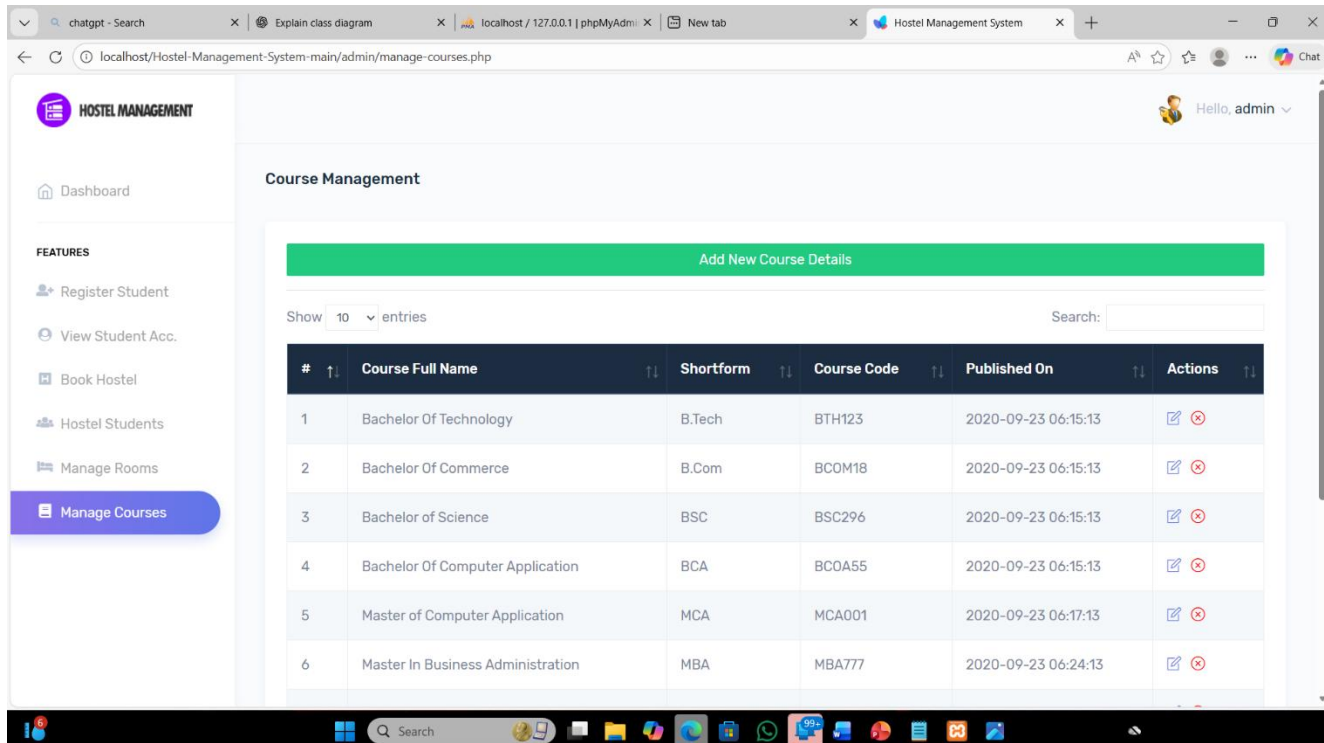 chatgpt - Search
Explain class diagram
localhost / 127.0.0.1 | phpMyAdmi
New tab
Hostel Management System
localhost/Hostel-Management-System-main/admin/manage-courses.php
Chat
HOSTEL MANAGEMENT
Hello, admin
Dashboard
FEATURES
Register Student
View Student Acc.
Book Hostel
Hostel Students
Manage Rooms
Manage Courses
Course Management
Add New Course Details
Show 10 entries Search:
# Course Full Name Shortform Course Code Published On Actions
1 Bachelor Of Technology B.Tech BTH123 2020-09-23 06:15:13
2 Bachelor Of Commerce B.Com BCOM18 2020-09-23 06:15:13
3 Bachelor of Science BSC BSC296 2020-09-23 06:15:13
4 Bachelor Of Computer Application BCA BCOA55 2020-09-23 06:15:13
5 Master of Computer Application MCA MCA001 2020-09-23 06:17:13
6 Master In Business Administration MBA MBA777 2020-09-23 06:24:13
6 Search 99+